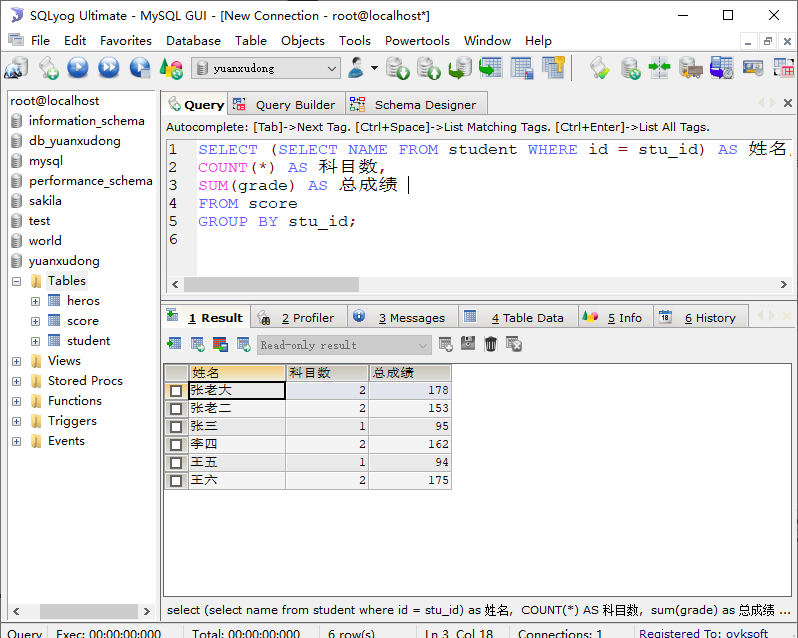 SQLyog Ultimate - MySQL GUI - [New Connection - root@localhost*]
File Edit Favorites Database Table Objects Tools Powertools Window Help
yuanxudong
root@localhost
information_schema
db_yuanxudong
mysql
performance_schema
sakila
test
world
yuanxudong
Tables
heros
score
student
Views
Stored Procs
Functions
Triggers
Events
Query Query Builder Schema Designer
Autocomplete: [Tab]->Next Tag. [Ctrl+Space]->List Matching Tags. [Ctrl+Enter]->List All Tags.
1 SELECT (SELECT NAME FROM student WHERE id = stu_id) AS 姓名,
2 COUNT(*) AS 科目数,
3 SUM(grade) AS 总成绩
4 FROM score
5 GROUP BY stu_id;
6
1 Result 2 Profiler 3 Messages 4 Table Data 5 Info 18 6 History
Read-only result
姓名 科目数 总成绩
张老大 2 178
张老二 2 153
张三 1 95
李四 2 162
王五 1 94
王六 2 175
select (select name from student where id = stu_id) as 姓名, COUNT(*) AS 科目数, sum(grade) as 总成绩 ...
Query Exec: 00:00:00:000 Total: 00:00:00:000 6 row(s) Ln 3, Col 18 Connections: 1 Registered To: ovksoft